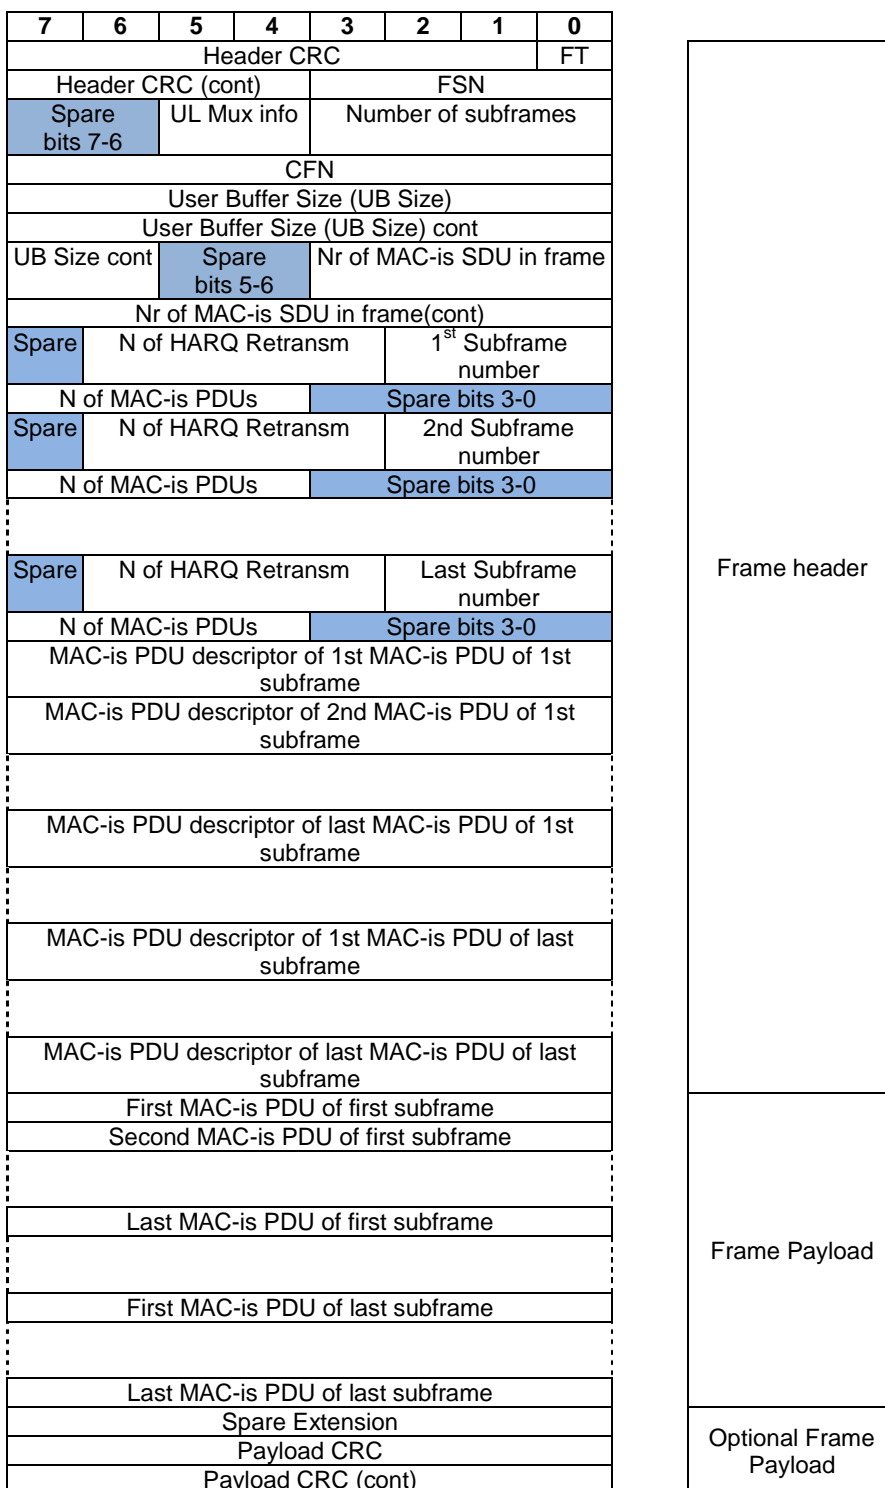 7 6 5 4 3 2 1 0
Header CRC FT
Header CRC (cont) FSN
Spare UL Mux info Number of subframes
bits 7-6
CFN
User Buffer Size (UB Size)
User Buffer Size (UB Size) cont
UB Size cont Spare Nr of MAC-is SDU in frame
bits 5-6
Nr of MAC-is SDU in frame(cont)
Spare N of HARQ Retransm 1st Subframe
number
N of MAC-is PDUs Spare bits 3-0
Spare N of HARQ Retransm 2nd Subframe
number
N of MAC-is PDUs Spare bits 3-0
Spare N of HARQ Retransm Last Subframe
number
N of MAC-is PDUs Spare bits 3-0
MAC-is PDU descriptor of 1st MAC-is PDU of 1st
subframe
MAC-is PDU descriptor of 2nd MAC-is PDU of 1st
subframe
MAC-is PDU descriptor of last MAC-is PDU of 1st
subframe
MAC-is PDU descriptor of 1st MAC-is PDU of last
subframe
MAC-is PDU descriptor of last MAC-is PDU of last
subframe
First MAC-is PDU of first subframe
Second MAC-is PDU of first subframe
Last MAC-is PDU of first subframe
First MAC-is PDU of last subframe
Last MAC-is PDU of last subframe
Spare Extension
Payload CRC
Payload CRC (cont)
Frame header
Frame Payload
Optional Frame
Payload